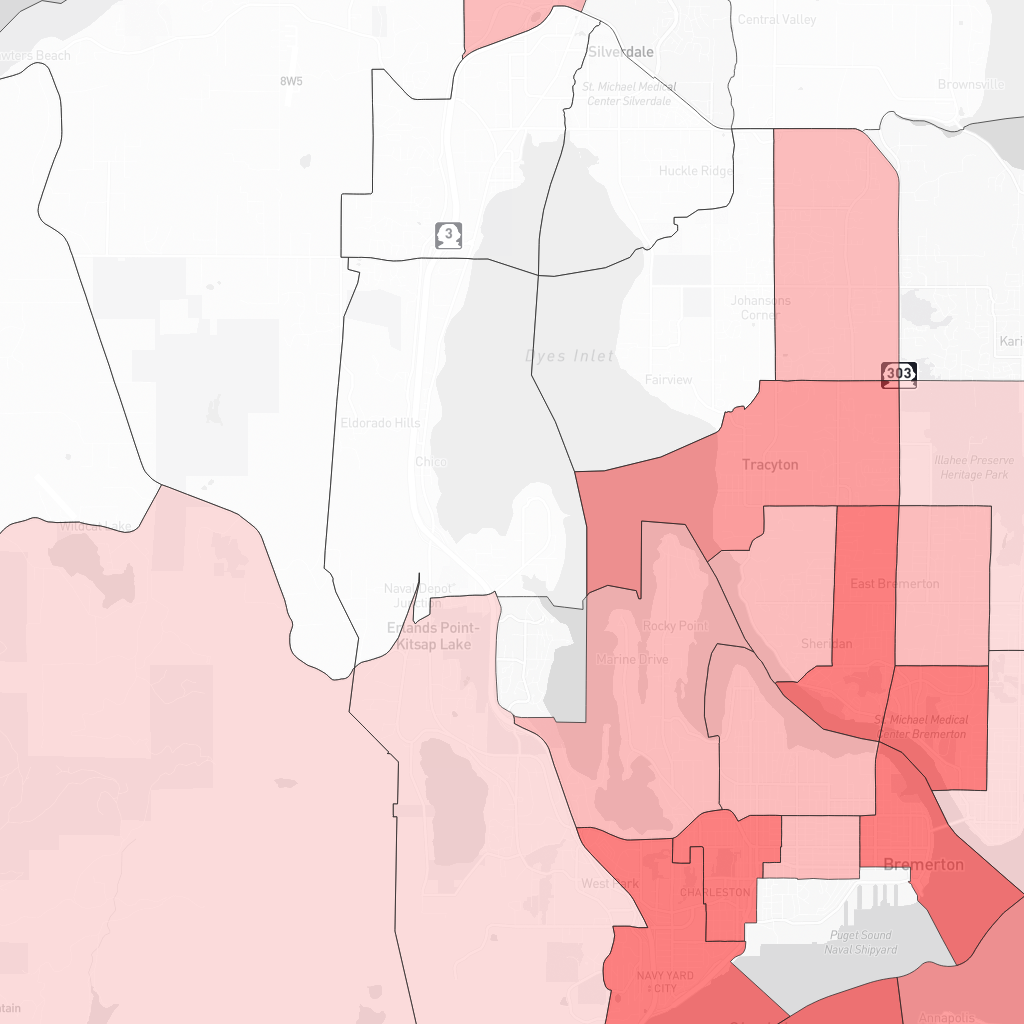 Central Valley
Silverdale
8W5
St. Michael Medical
Center Silverdale
Brownsville
Huckle Ridge
3
Johansons
Corner
Kari
Dyes Inlet
303
Fairview
Eldorado Hills
Chico
Tracyton
Illahee Preserve
Heritage Park
Wildcat Lake
East Bremerton
Naval Depot
Junction
Erlands Point-
Kitsap Lake
Rocky Point
Sheridan
Marine Drive
St. Michael Medical
Center Bremerton
Bremerton
West Park
CHARLESTON
Puget Sound
Naval Shipyard
NAVY YARD
CITY
Annapolis